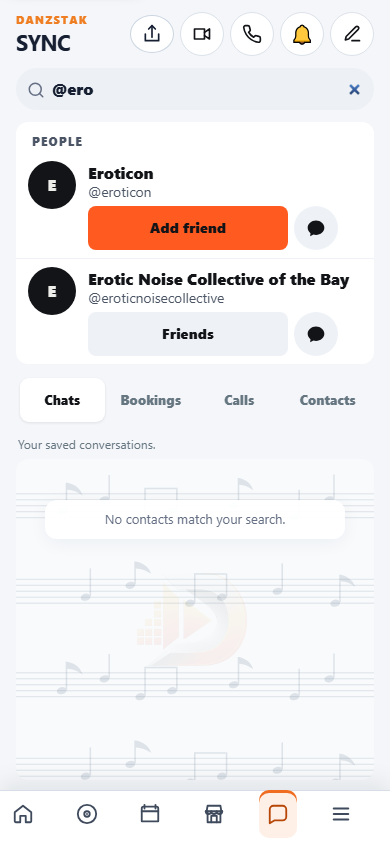 DANZSTAK
SYNC
@ero
PEOPLE
E
Eroticon
@eroticon
Add friend
E
Erotic Noise Collective of the Bay
@eroticnoisecollective
Friends
Chats
Bookings
Calls
Contacts
Your saved conversations.
No contacts match your search.